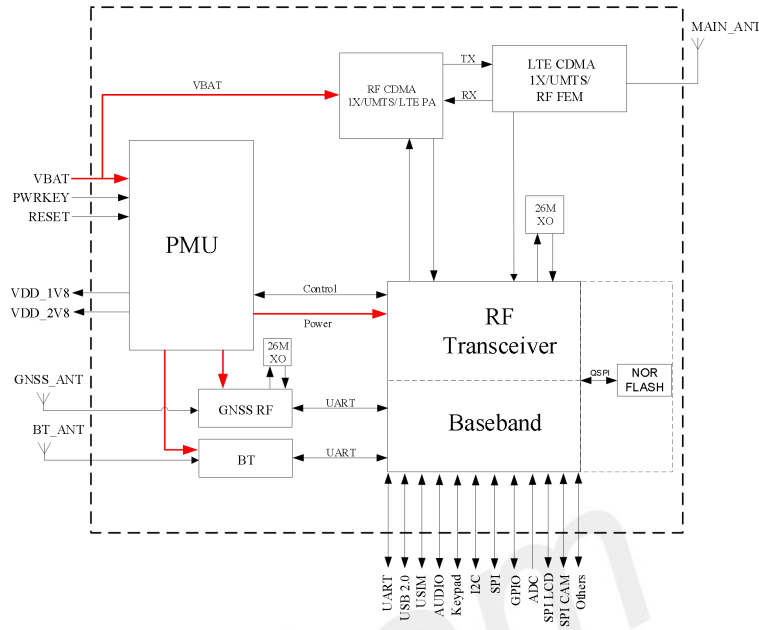 MAIN_ANT
TX
LTE CDMA
1X/UMTS/
RF FEM
RF CDMA
1X/UMTS/ LTE PA
RX
VBAT
VBAT
PWRKEY
RESET
PMU
26M
XO
VDD_1V8
VDD_2V8
Control
Power
RF
Transceiver
26M
XO
GNSS_ANT
GNSS RF
UART
QSPI
NOR
FLASH
Baseband
BT_ANT
BT
UART
UART
USB 2.0
USIM
AUDIO
Keypad
I2C
SPI
GPIO
ADC
SPI LCD
SPI CAM
Others